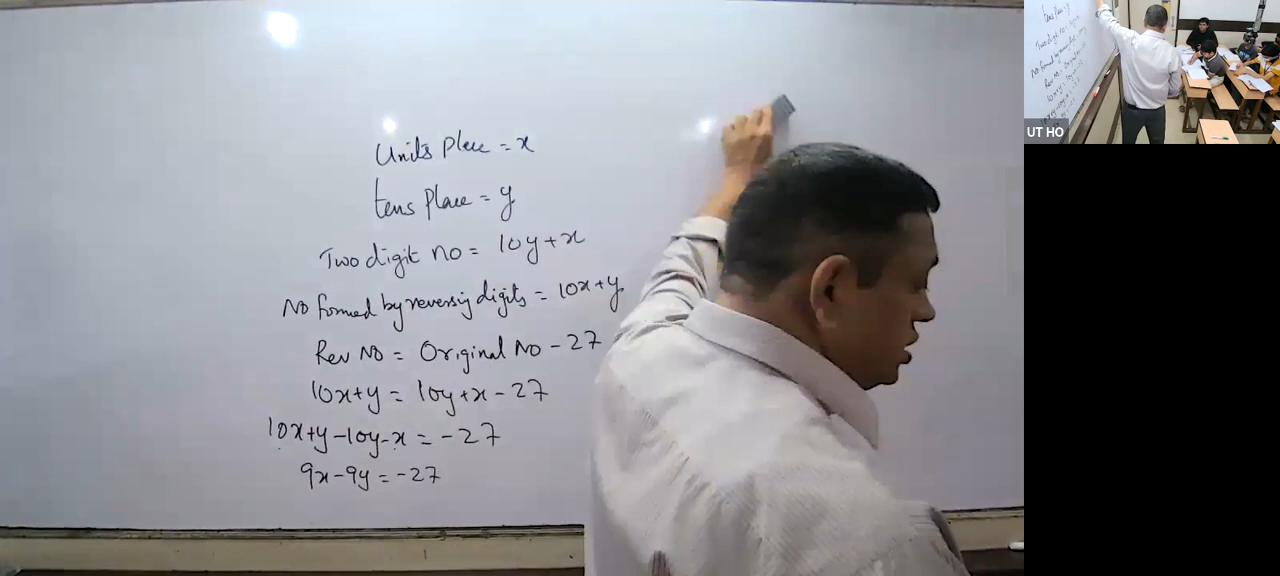 Units Place = x
tens Place = y
Two digit no = 10y+x
No formed by reversig digits = 10x+y
Rev No = Original No - 27
10x+y = 10y+x - 27
10x+y-10y-x = -27
9x-9y = -27
UT HO